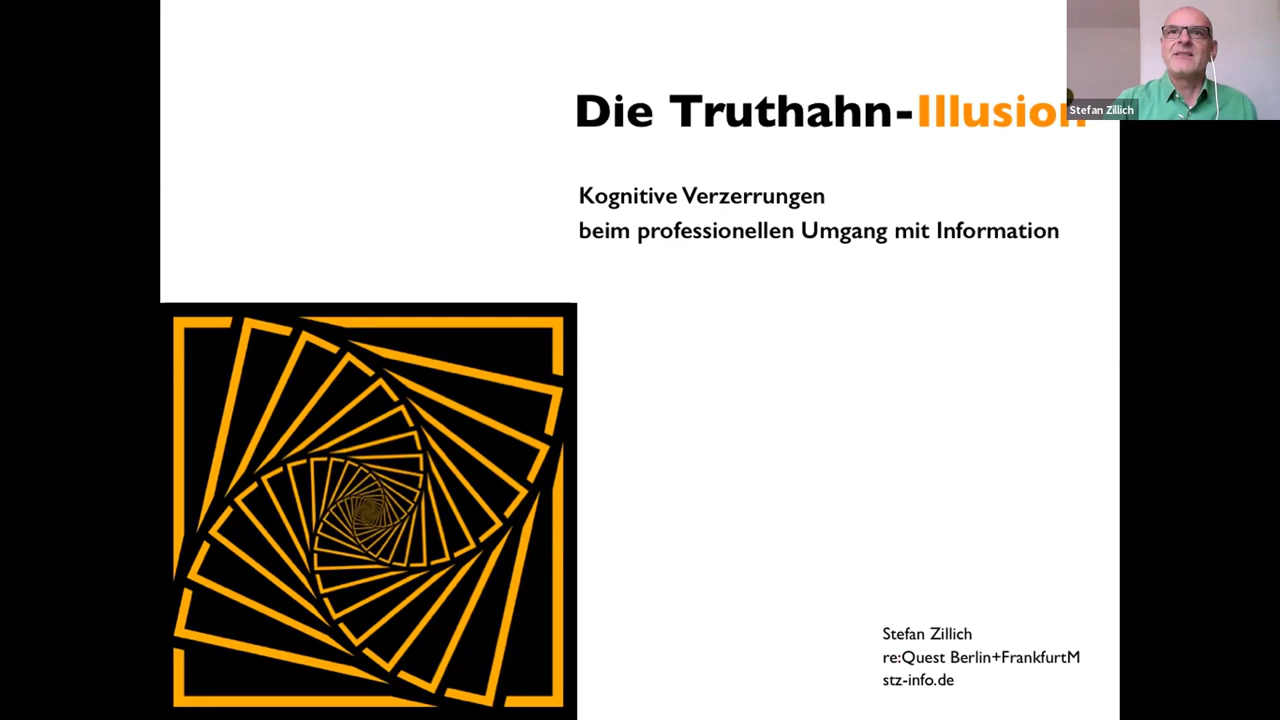 Die Truthahn-Illusion
Stefan Zillich
Kognitive Verzerrungen
beim professionellen Umgang mit Information
Stefan Zillich
re:Quest Berlin+FrankfurtM
stz-info.de